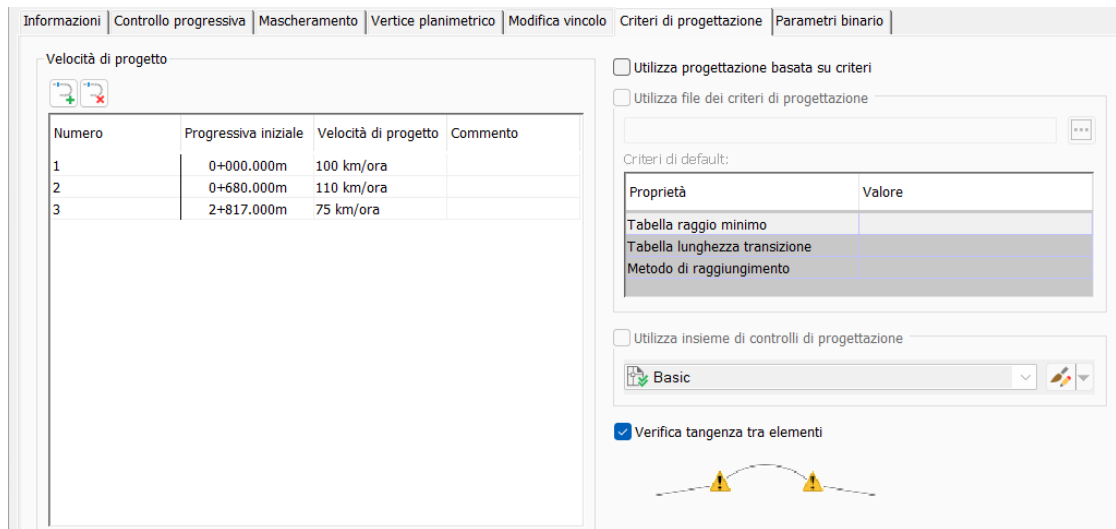 Informazioni Controllo progressiva Mascheramento Vertice planimetrico Modifica vincolo Criteri di progettazione Parametri binario
Velocità di progetto
Numero Progressiva iniziale Velocità di progetto Commento
1 0+000.000m 100 km/ora
2 0+680.000m 110 km/ora
3 2+817.000m 75 km/ora
Utilizza progettazione basata su criteri
Utilizza file dei criteri di progettazione
...
Criteri di default:
Proprietà Valore
Tabella raggio minimo
Tabella lunghezza transizione
Metodo di raggiungimento
Utilizza insieme di controlli di progettazione
Basic
Verifica tangenza tra elementi